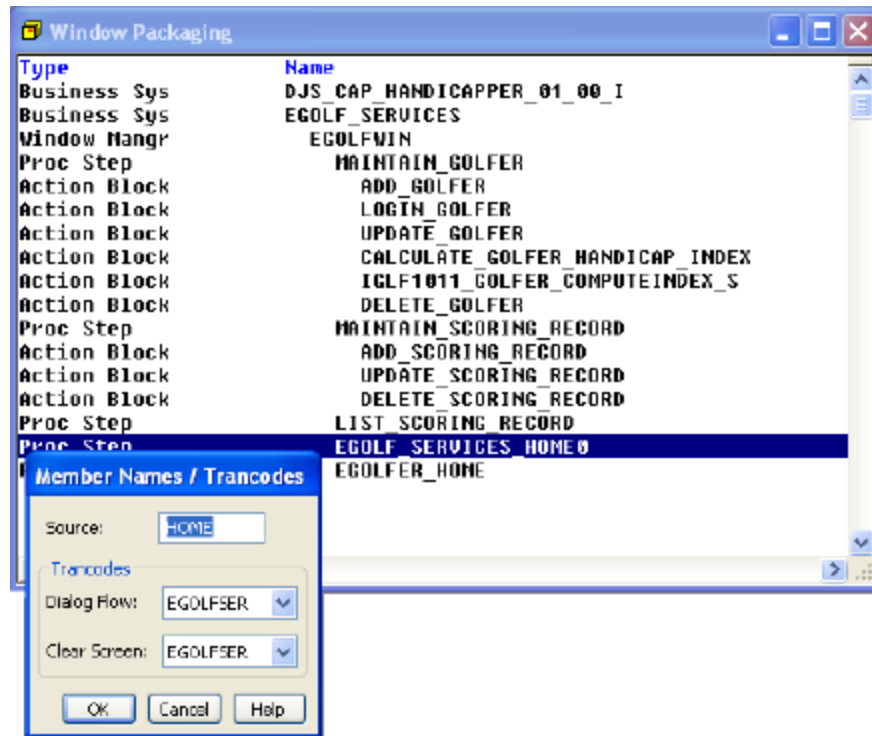 Window Packaging
Type Name
Business Sys DJS_CAP_HANDICAPPER_01_00_I
Business Sys EGOLF_SERVICES
Window Mangr EGOLFWIN
Proc Step MAINTAIN_GOLFER
Action Block ADD_GOLFER
Action Block LOGIN_GOLFER
Action Block UPDATE_GOLFER
Action Block CALCULATE_GOLFER_HANDICAP_INDEX
Action Block IGLF1011_GOLFER_COMPUTEINDEX_S
Action Block DELETE_GOLFER
Proc Step MAINTAIN_SCORING_RECORD
Action Block ADD_SCORING_RECORD
Action Block UPDATE_SCORING_RECORD
Action Block DELETE_SCORING_RECORD
Proc Step LIST_SCORING_RECORD
Proc Step EGOLF_SERVICES_HOME0
EGOLFER_HOME
Member Names / Trancodes
Source: HOME
Trancodes
Dialog Flow: EGOLFSER
Clear Screen: EGOLFSER
OK Cancel Help